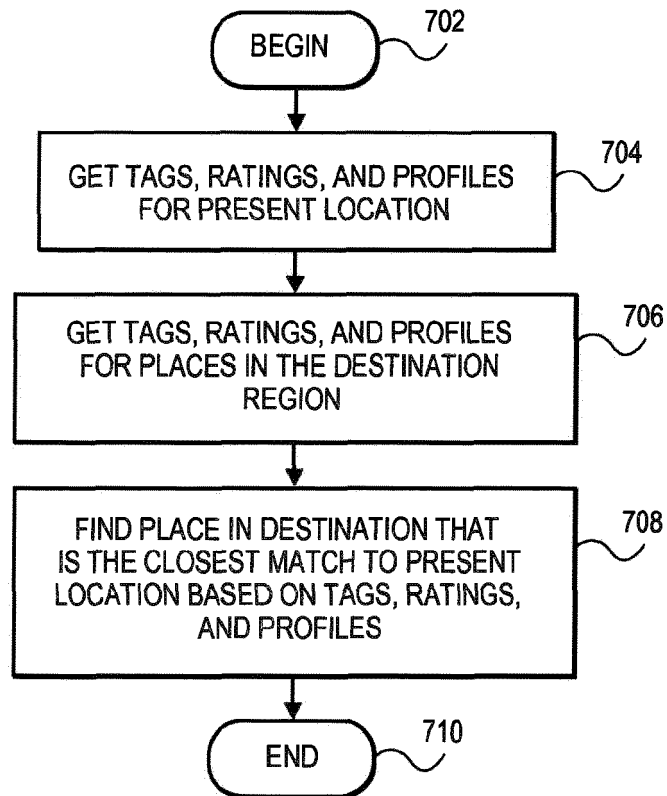 BEGIN
702
GET TAGS, RATINGS, AND PROFILES
FOR PRESENT LOCATION
704
GET TAGS, RATINGS, AND PROFILES
FOR PLACES IN THE DESTINATION
REGION
706
FIND PLACE IN DESTINATION THAT
IS THE CLOSEST MATCH TO PRESENT
LOCATION BASED ON TAGS, RATINGS,
AND PROFILES
708
END
710